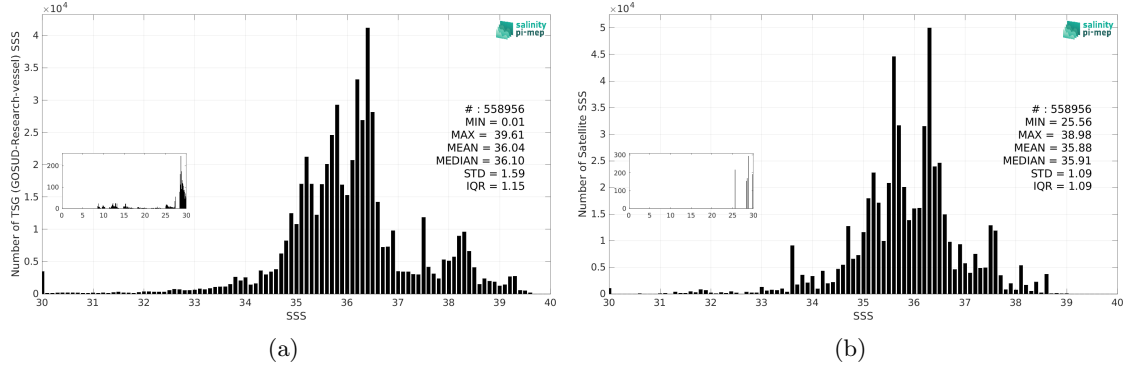 ×10⁴
4
3.5
3
2.5
2
1.5
1
0.5
0
Number of TSG (GOSUD-Research-vessel) SSS
salinity
pi-mep
# : 558956
MIN = 0.01
MAX = 39.61
MEAN = 36.04
MEDIAN = 36.10
STD = 1.59
IQR = 1.15
200
100
0
0 5 10 15 20 25 30
30 31 32 33 34 35 36 37 38 39 40
SSS
(a)
×10⁴
5
4.5
4
3.5
3
2.5
2
1.5
1
0.5
0
Number of Satellite SSS
salinity
pi-mep
# : 558956
MIN = 25.56
MAX = 38.98
MEAN = 35.88
MEDIAN = 35.91
STD = 1.09
IQR = 1.09
300
200
100
0
0 5 10 15 20 25 30
30 31 32 33 34 35 36 37 38 39 40
SSS
(b)